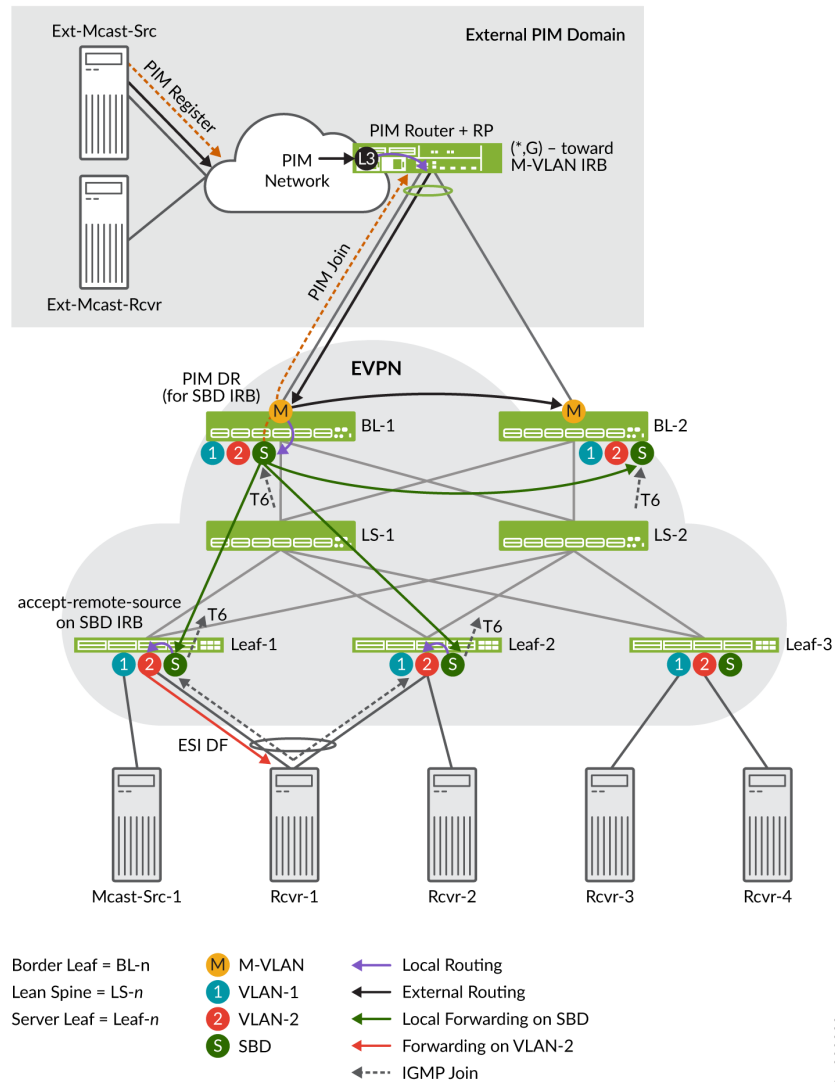 Ext-Mcast-Src
External PIM Domain
PIM Register
PIM Router + RP
(*,G) – toward
M-VLAN IRB
PIM
Network
L3
Ext-Mcast-Rcvr
PIM Join
EVPN
PIM DR
(for SBD IRB)
M
M
BL-1
BL-2
1
2
S
1
2
S
T6
T6
LS-1
LS-2
accept-remote-source
on SBD IRB
T6
T6
Leaf-1
Leaf-2
Leaf-3
1
2
S
1
2
S
1
2
S
ESI DF
Mcast-Src-1
Rcvr-1
Rcvr-2
Rcvr-3
Rcvr-4
Border Leaf = BL-n
Lean Spine = LS-n
Server Leaf = Leaf-n
M M-VLAN
1 VLAN-1
2 VLAN-2
S SBD
Local Routing
External Routing
Local Forwarding on SBD
Forwarding on VLAN-2
IGMP Join